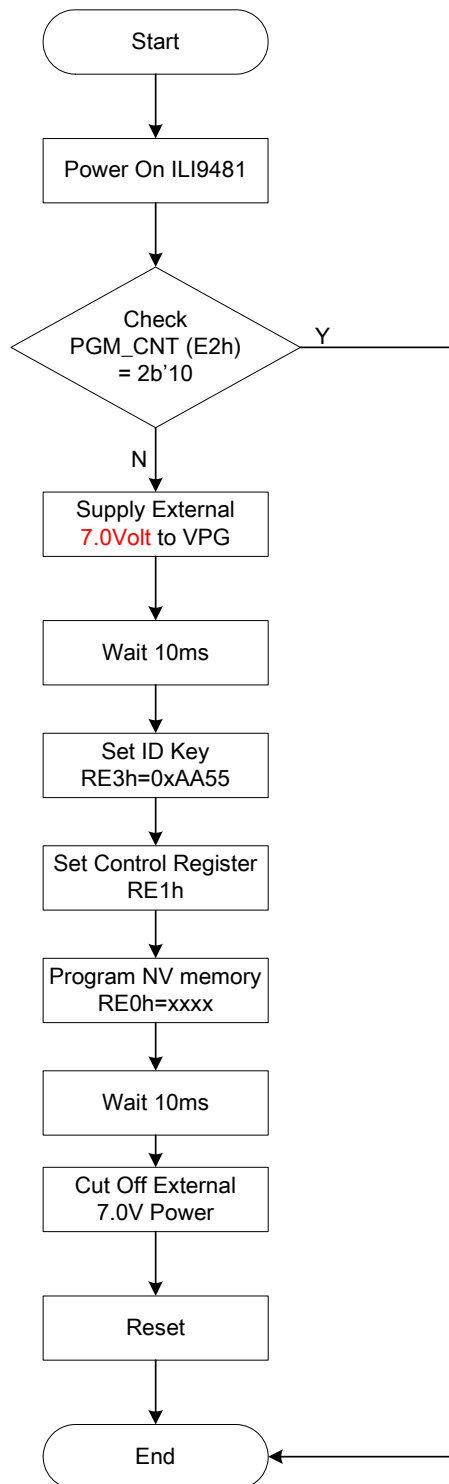 Start
Power On ILI9481
Check
PGM_CNT (E2h)
= 2b'10
Y
N
Supply External
7.0Volt to VPG
Wait 10ms
Set ID Key
RE3h=0xAA55
Set Control Register
RE1h
Program NV memory
RE0h=xxxx
Wait 10ms
Cut Off External
7.0V Power
Reset
End